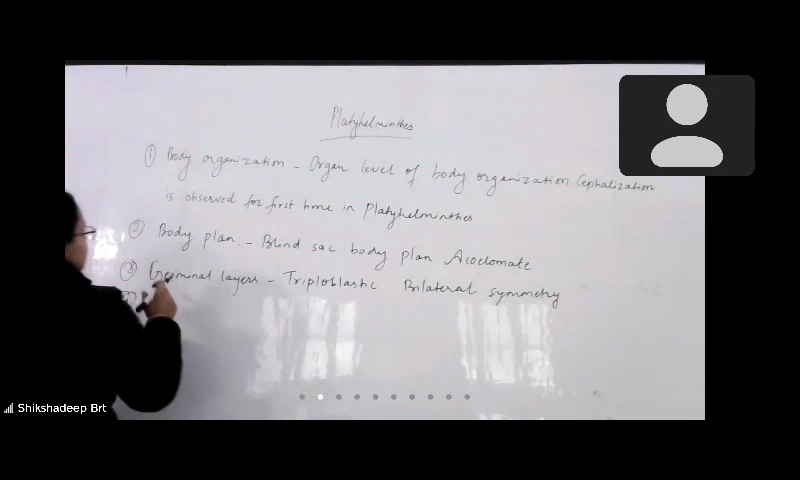 Platyhelminthes
① Body organization - Organ level of body organization Cephalization
is observed for first time in Platyhelminthes
② Body plan. - Blind sac body plan Acoelomate
③ Germinal layers. - Triploblastic Bilateral symmetry
Shikshadeep Brt